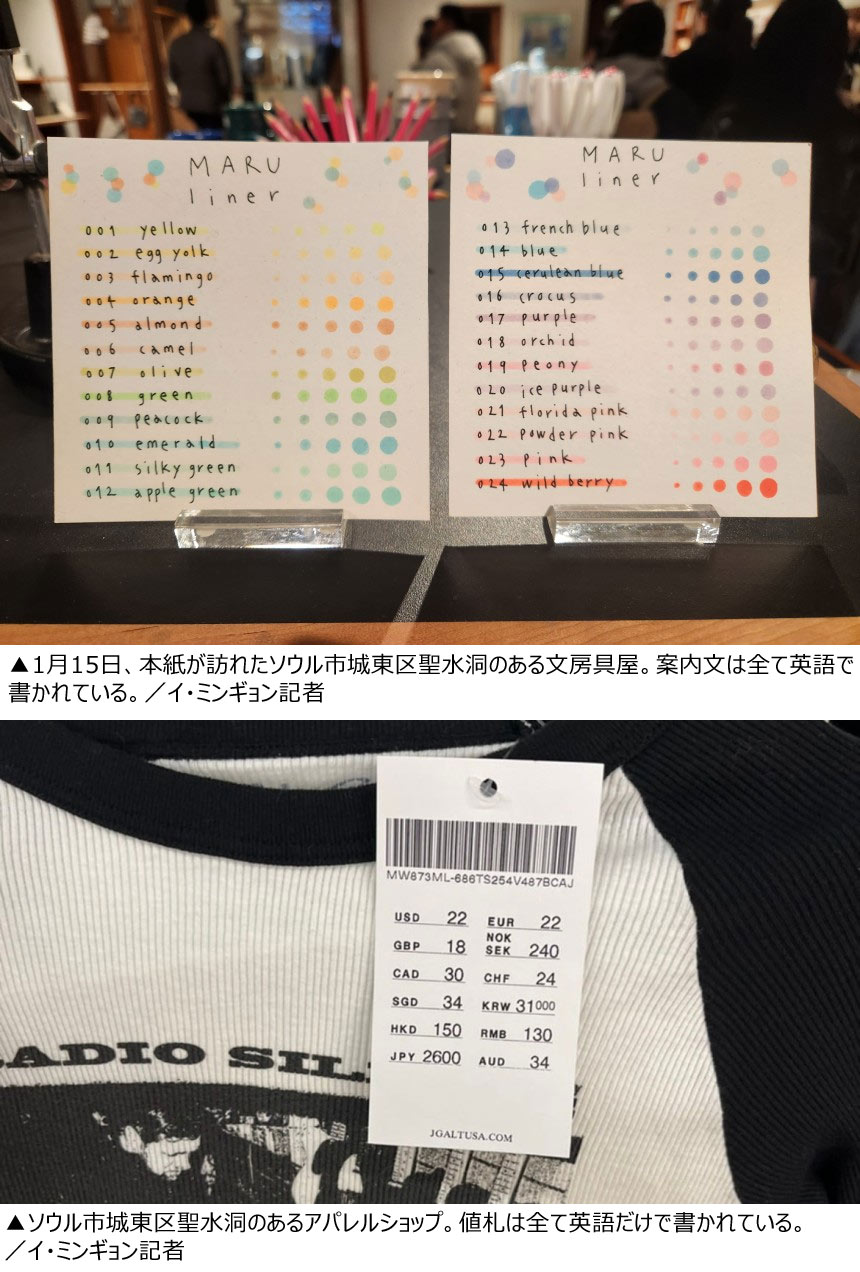 MARU
liner
001 yellow
002 egg yolk
003 flamingo
004 orange
005 almond
006 camel
007 olive
008 green
009 peacock
010 emerald
011 silky green
012 apple green
MARU
liner
013 french blue
014 blue
015 cerulean blue
016 crocus
017 purple
018 orchid
019 peony
020 ice purple
021 florida pink
022 powder pink
023 pink
024 wild berry
▲1月15日、本紙が訪れたソウル市城東区聖水洞のある文房具屋。案内文は全て英語で
書かれている。／イ・ミンギョン記者
MW873ML-686TS254V487BCAJ
USD 22 EUR 22
GBP 18 NOK SEK 240
CAD 30 CHF 24
SGD 34 KRW 31000
HKD 150 RMB 130
JPY 2600 AUD 34
JGALTUSA.COM
RADIO SIL
▲ソウル市城東区聖水洞のあるアパレルショップ。値札は全て英語だけで書かれている。
／イ・ミンギョン記者